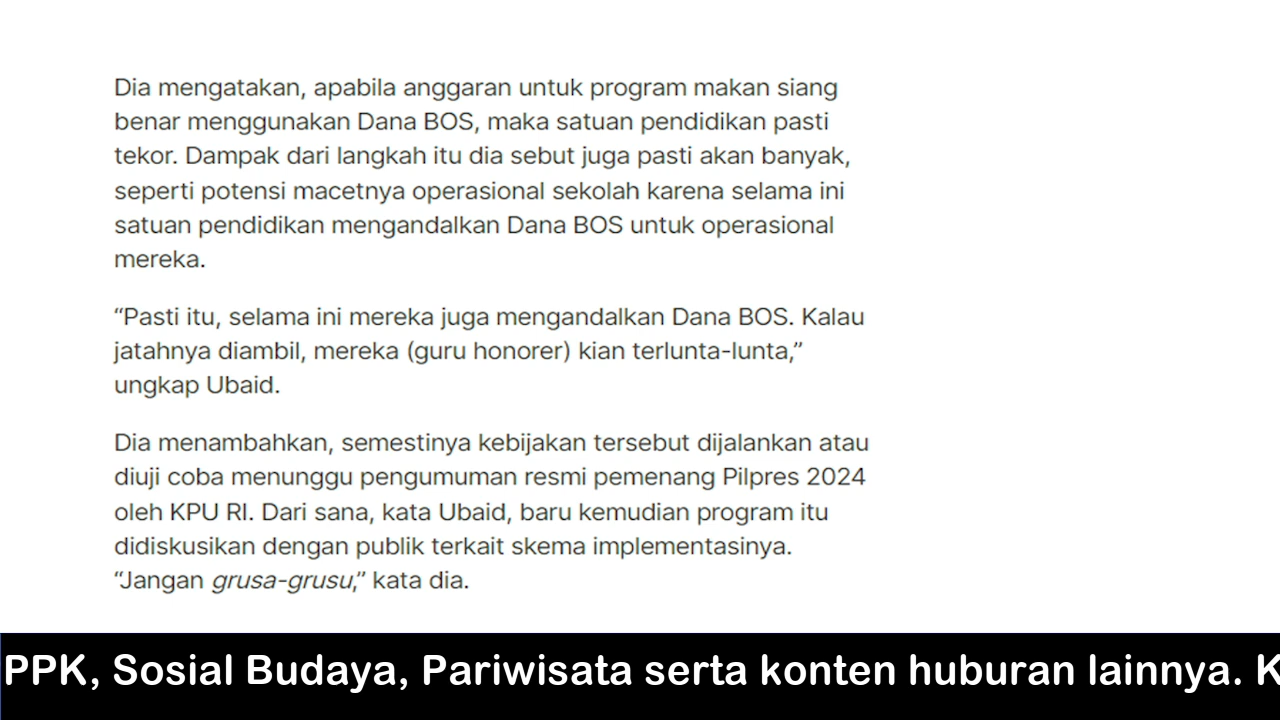 Dia mengatakan, apabila anggaran untuk program makan siang
benar menggunakan Dana BOS, maka satuan pendidikan pasti
tekor. Dampak dari langkah itu dia sebut juga pasti akan banyak,
seperti potensi macetnya operasional sekolah karena selama ini
satuan pendidikan mengandalkan Dana BOS untuk operasional
mereka.
“Pasti itu, selama ini mereka juga mengandalkan Dana BOS. Kalau
jatahnya diambil, mereka (guru honorer) kian terlunta-lunta,”
ungkap Ubaid.
Dia menambahkan, semestinya kebijakan tersebut dijalankan atau
diuji coba menunggu pengumuman resmi pemenang Pilpres 2024
oleh KPU RI. Dari sana, kata Ubaid, baru kemudian program itu
didiskusikan dengan publik terkait skema implementasinya.
“Jangan grusa-grusu,” kata dia.
PPK, Sosial Budaya, Pariwisata serta konten huburan lainnya. K